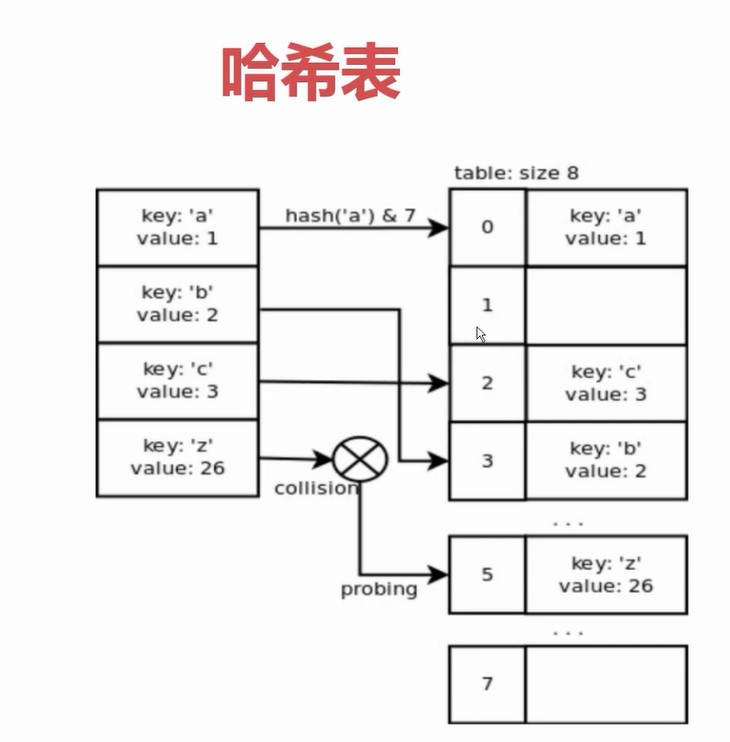 哈希表
table: size 8
key: 'a'
value: 1
key: 'b'
value: 2
key: 'c'
value: 3
key: 'z'
value: 26
hash('a') & 7
collision
probing
0
key: 'a'
value: 1
1
2
key: 'c'
value: 3
3
key: 'b'
value: 2
. . .
5
key: 'z'
value: 26
. . .
7